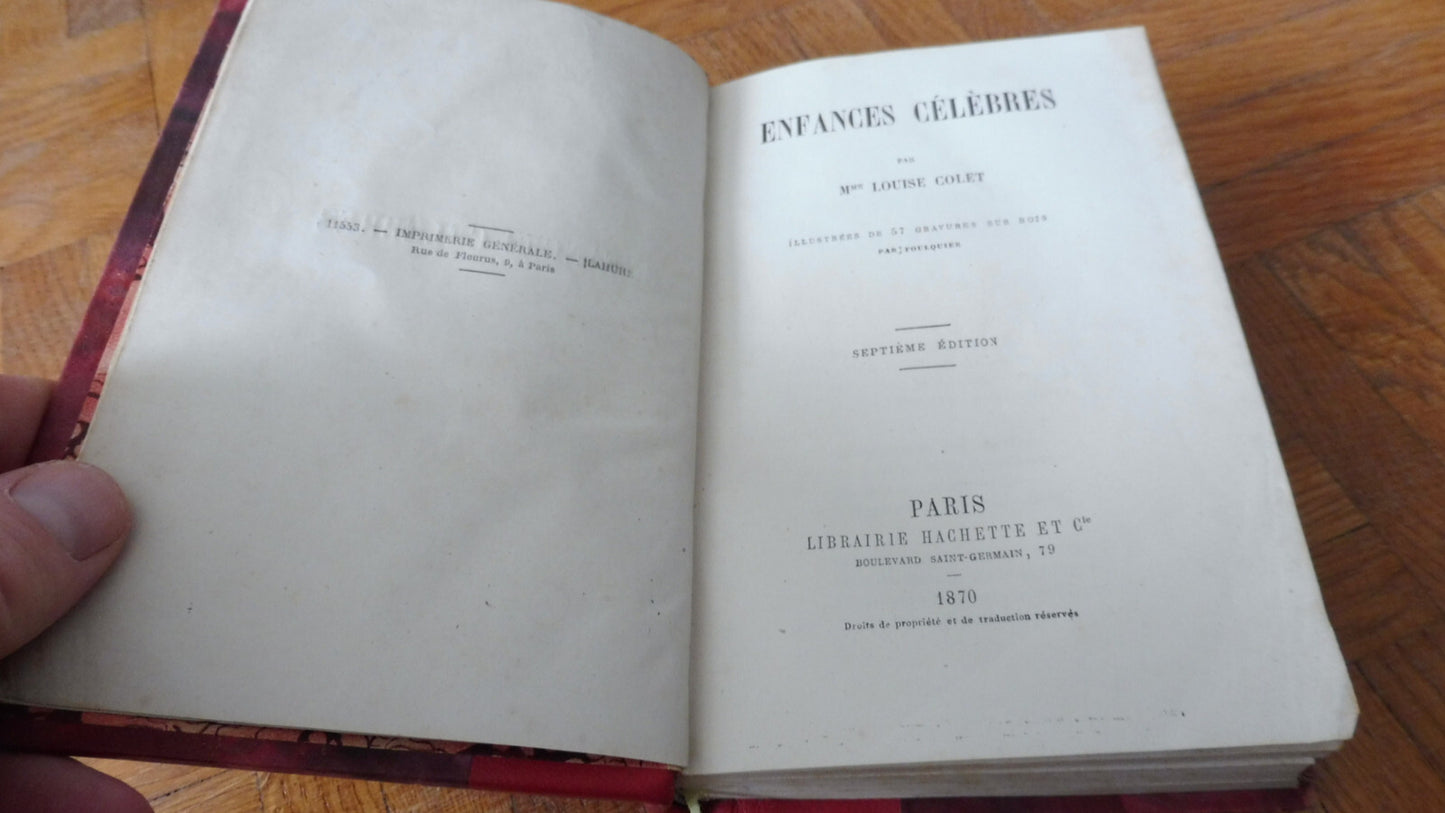 11553. — IMPRIMERIE GÉNÉRALE. — LAHURE
Rue de Fleurus, 9, à Paris
ENFANCES CÉLÈBRES
PAR
Mme LOUISE COLET
ILLUSTRÉES DE 57 GRAVURES SUR BOIS
PAR FOULQUIER
SEPTIÈME ÉDITION
PARIS
LIBRAIRIE HACHETTE ET Cie
BOULEVARD SAINT-GERMAIN, 79
1870
Droits de propriété et de traduction réservés